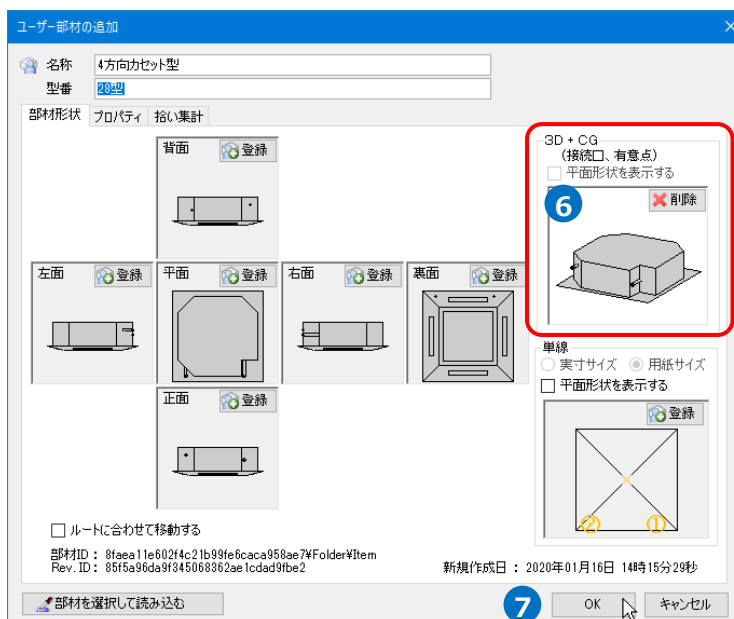 ユーザー部材の追加
名称 4方向カセット型
型番 28型
部材形状 プロパティ 拾い集計
背面 登録
左面 登録
平面 登録
右面 登録
裏面 登録
正面 登録
3D + CG
(接続口、有意点)
平面形状を表示する
6
削除
単線
実寸サイズ 用紙サイズ
平面形状を表示する
登録
② ①
ルートに合わせて移動する
部材ID : 8faea11e602f4c21b99fe6caca958ae7¥Folder¥Item
Rev. ID : 85f5a96da9f345068362ae1cdad9fbe2
新規作成日 : 2020年01月16日 14時15分29秒
部材を選択して読み込む
7
OK
キャンセル